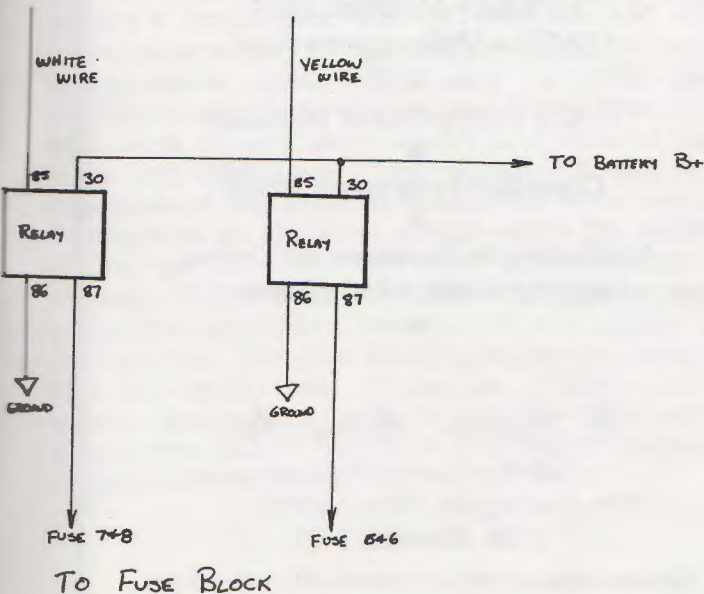 WHITE
WIRE
YELLOW
WIRE
TO BATTERY B+
85
30
85
30
RELAY
RELAY
86
87
86
87
GROUND
GROUND
FUSE 7&8
FUSE 5&6
TO FUSE BLOCK